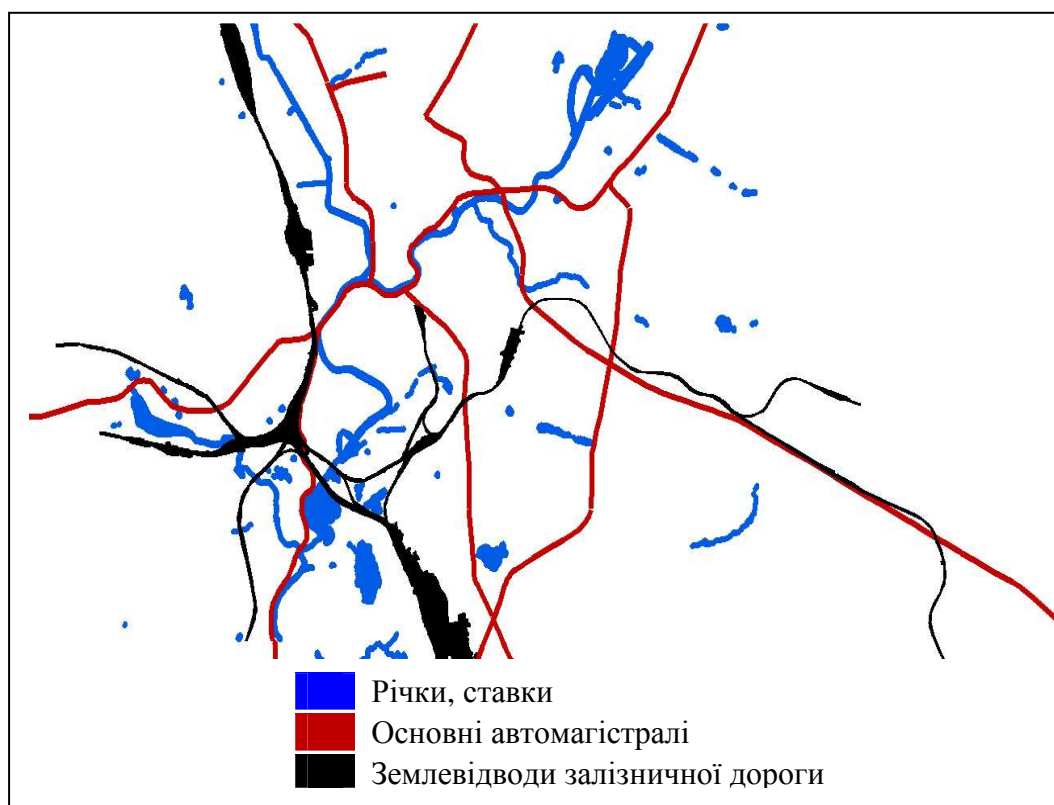 Річки, ставки
Основні автомагістралі
Землевідводи залізничної дороги